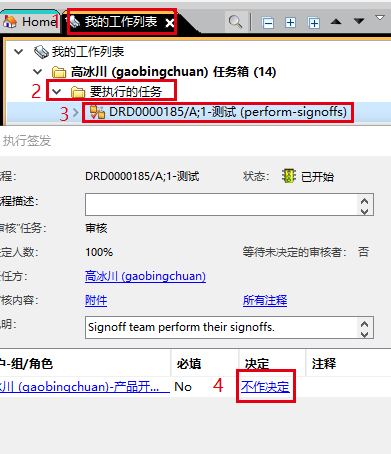 Home 我的工作列表
我的工作列表
高冰川 (gaobingchuan) 任务箱 (14)
2 要执行的任务
3 DRD0000185/A;1-测试 (perform-signoffs)
执行签发
程: DRD0000185/A;1-测试 状态: 已开始
程描述:
审核"任务: 审核
定人数: 100% 等待未决定的审核者: 否
任方: 高冰川 (gaobingchuan)
核内容: 附件 所有注释
明: Signoff team perform their signoffs.
户-组/角色 必填 决定 注释
冰川 (gaobingchuan)-产品开... No 4 不作决定